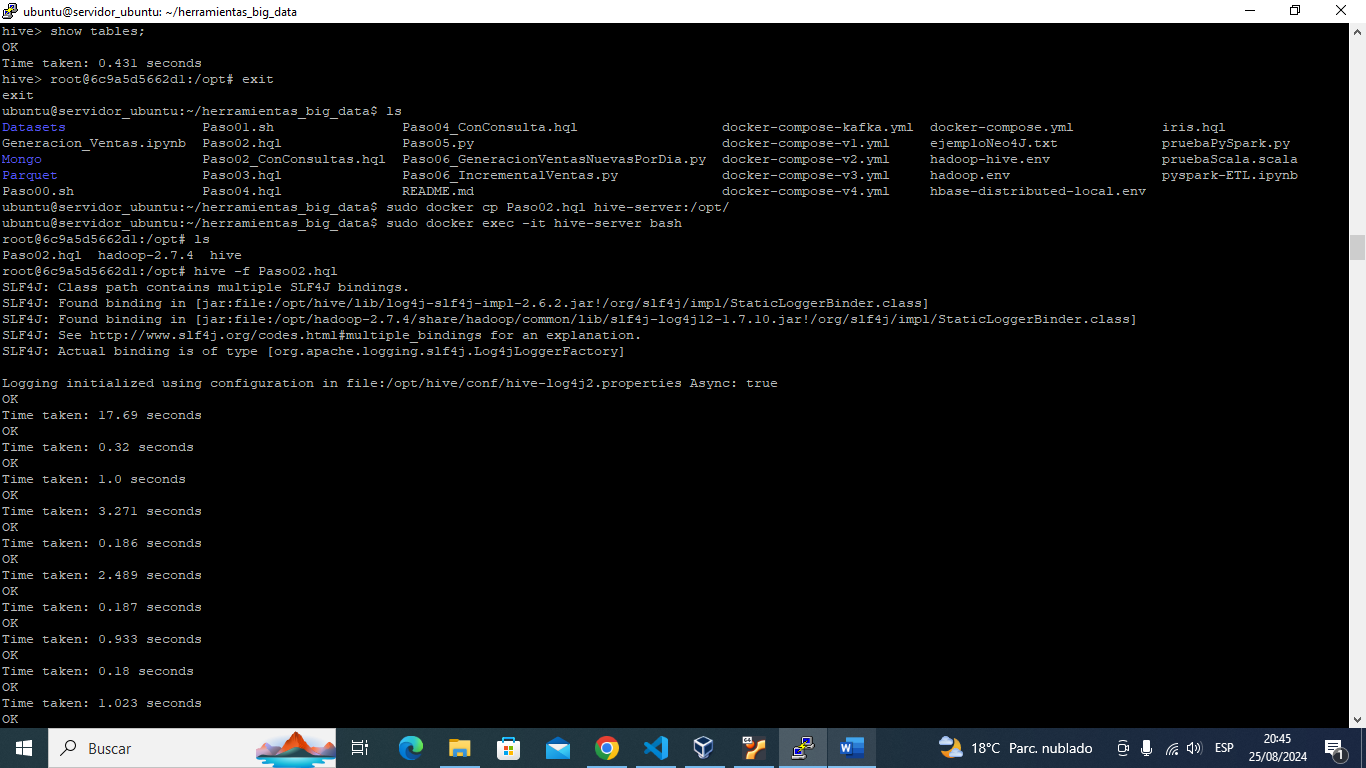 ubuntu@servidor_ubuntu: ~/herramientas_big_data
hive> show tables;
OK
Time taken: 0.431 seconds
hive> root@6c9a5d5662d1:/opt# exit
exit
ubuntu@servidor_ubuntu:~/herramientas_big_data$ ls
Datasets Paso01.sh Paso04_ConConsulta.hql docker-compose-kafka.yml docker-compose.yml iris.hql
Generacion_Ventas.ipynb Paso02.hql Paso05.py docker-compose-v1.yml ejemploNeo4J.txt pruebaPySpark.py
Mongo Paso02_ConConsultas.hql Paso06_GeneracionVentasNuevasPorDia.py docker-compose-v2.yml hadoop-hive.env pruebaScala.scala
Parquet Paso03.hql Paso06_IncrementalVentas.py docker-compose-v3.yml hadoop.env pyspark-ETL.ipynb
Paso00.sh Paso04.hql README.md docker-compose-v4.yml hbase-distributed-local.env
ubuntu@servidor_ubuntu:~/herramientas_big_data$ sudo docker cp Paso02.hql hive-server:/opt/
ubuntu@servidor_ubuntu:~/herramientas_big_data$ sudo docker exec -it hive-server bash
root@6c9a5d5662d1:/opt# ls
Paso02.hql hadoop-2.7.4 hive
root@6c9a5d5662d1:/opt# hive -f Paso02.hql
SLF4J: Class path contains multiple SLF4J bindings.
SLF4J: Found binding in [jar:file:/opt/hive/lib/log4j-slf4j-impl-2.6.2.jar!/org/slf4j/impl/StaticLoggerBinder.class]
SLF4J: Found binding in [jar:file:/opt/hadoop-2.7.4/share/hadoop/common/lib/slf4j-log4j12-1.7.10.jar!/org/slf4j/impl/StaticLoggerBinder.class]
SLF4J: See http://www.slf4j.org/codes.html#multiple_bindings for an explanation.
SLF4J: Actual binding is of type [org.apache.logging.slf4j.Log4jLoggerFactory]
Logging initialized using configuration in file:/opt/hive/conf/hive-log4j2.properties Async: true
OK
Time taken: 17.69 seconds
OK
Time taken: 0.32 seconds
OK
Time taken: 1.0 seconds
OK
Time taken: 3.271 seconds
OK
Time taken: 0.186 seconds
OK
Time taken: 2.489 seconds
OK
Time taken: 0.187 seconds
OK
Time taken: 0.933 seconds
OK
Time taken: 0.18 seconds
OK
Time taken: 1.023 seconds
OK
Buscar
18°C Parc. nublado
ESP
20:45
25/08/2024
1